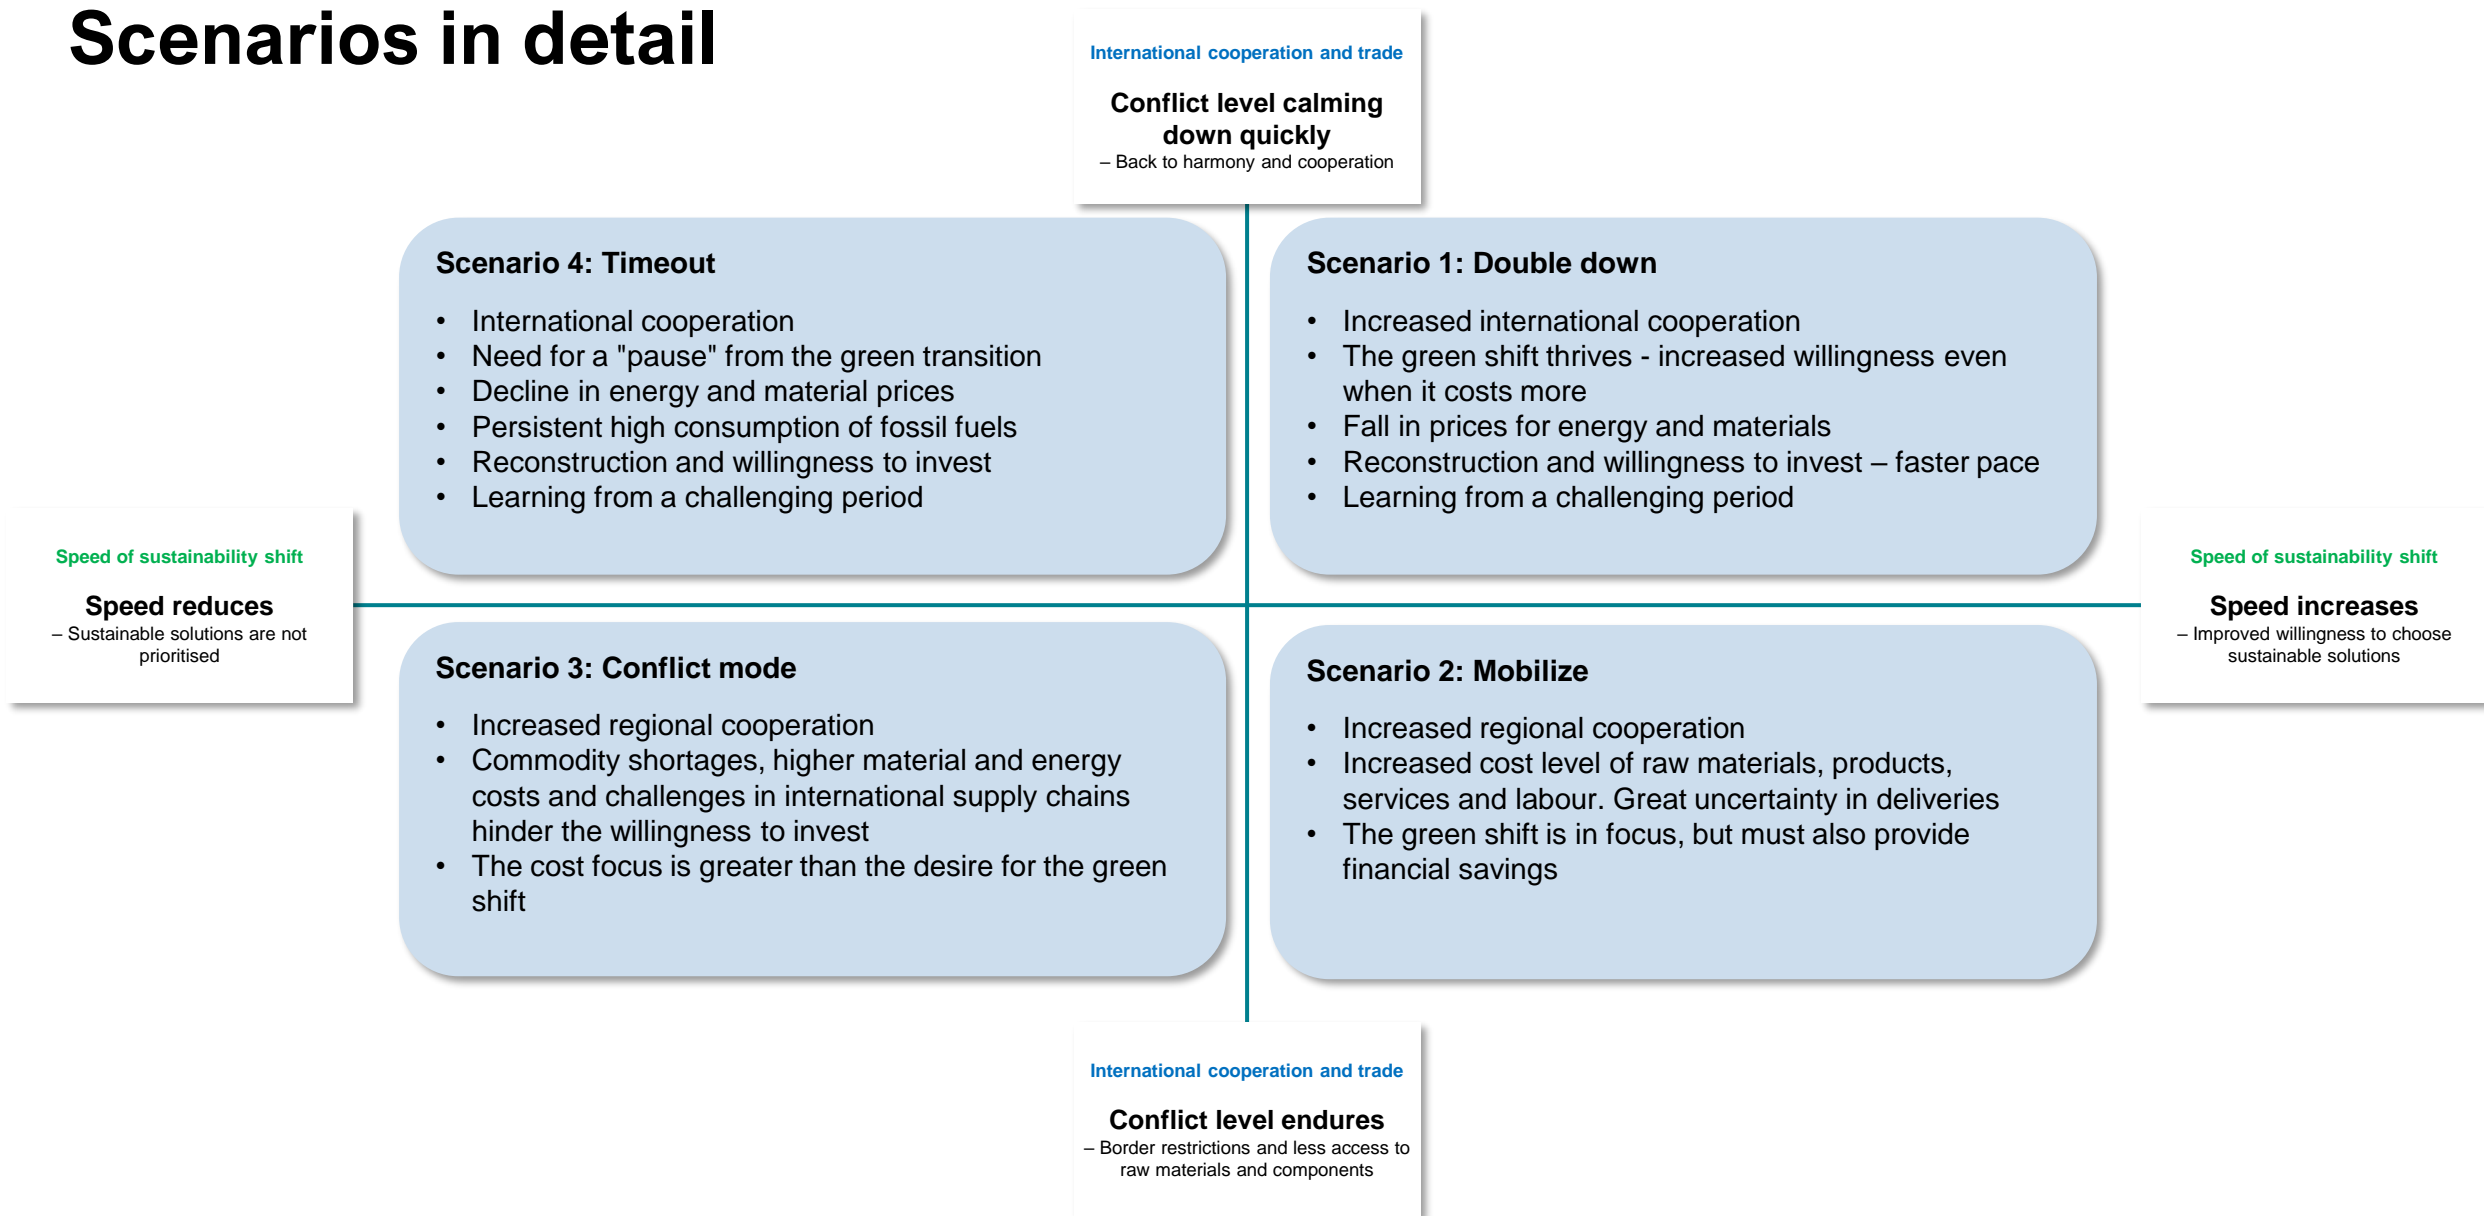 Scenarios in detail
International cooperation and trade
Conflict level calming
down quickly
– Back to harmony and cooperation
Scenario 4: Timeout
• International cooperation
• Need for a "pause" from the green transition
• Decline in energy and material prices
• Persistent high consumption of fossil fuels
• Reconstruction and willingness to invest
• Learning from a challenging period
Scenario 1: Double down
• Increased international cooperation
• The green shift thrives - increased willingness even
when it costs more
• Fall in prices for energy and materials
• Reconstruction and willingness to invest – faster pace
• Learning from a challenging period
Speed of sustainability shift
Speed reduces
– Sustainable solutions are not
prioritised
Speed of sustainability shift
Speed increases
– Improved willingness to choose
sustainable solutions
Scenario 3: Conflict mode
• Increased regional cooperation
• Commodity shortages, higher material and energy
costs and challenges in international supply chains
hinder the willingness to invest
• The cost focus is greater than the desire for the green
shift
Scenario 2: Mobilize
• Increased regional cooperation
• Increased cost level of raw materials, products,
services and labour. Great uncertainty in deliveries
• The green shift is in focus, but must also provide
financial savings
International cooperation and trade
Conflict level endures
– Border restrictions and less access to
raw materials and components